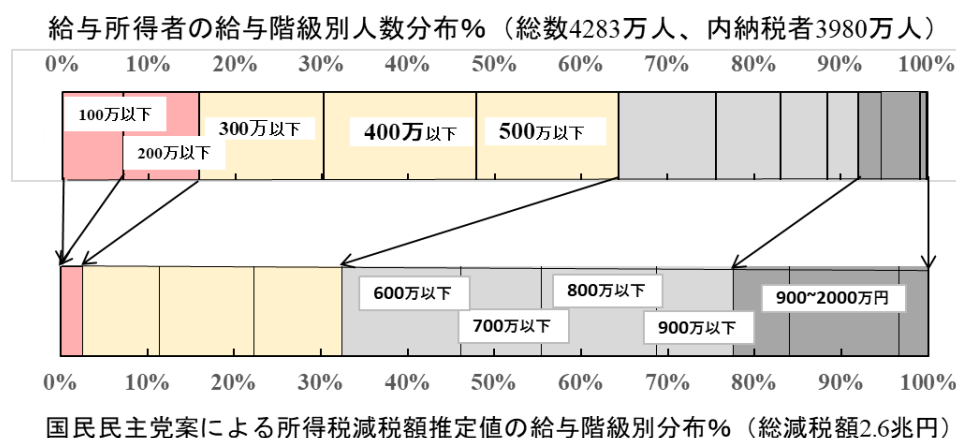 給与所得者の給与階級別人数分布%（総数4283万人、内納税者3980万人）
0% 10% 20% 30% 40% 50% 60% 70% 80% 90% 100%
100万以下
200万以下
300万以下
400万以下
500万以下
600万以下
700万以下
800万以下
900万以下
900~2000万円
0% 10% 20% 30% 40% 50% 60% 70% 80% 90% 100%
国民民主党案による所得税減税額推定値の給与階級別分布%（総減税額2.6兆円）